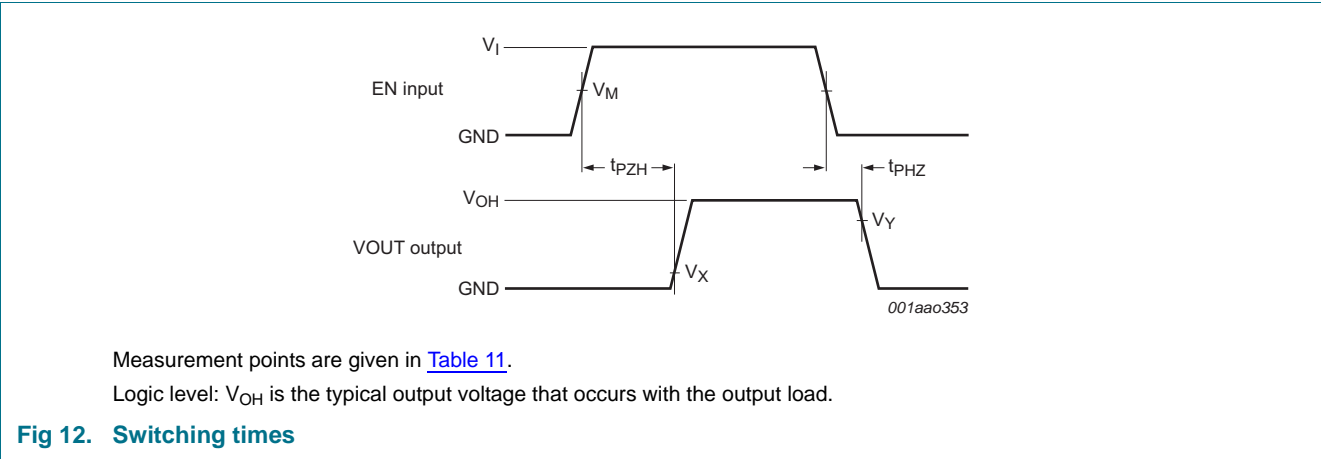 V_I
EN input
V_M
GND
t_PZH
t_PHZ
V_OH
V_Y
VOUT output
V_X
GND
001aao353
Measurement points are given in Table 11.
Logic level: V_OH is the typical output voltage that occurs with the output load.
Fig 12. Switching times